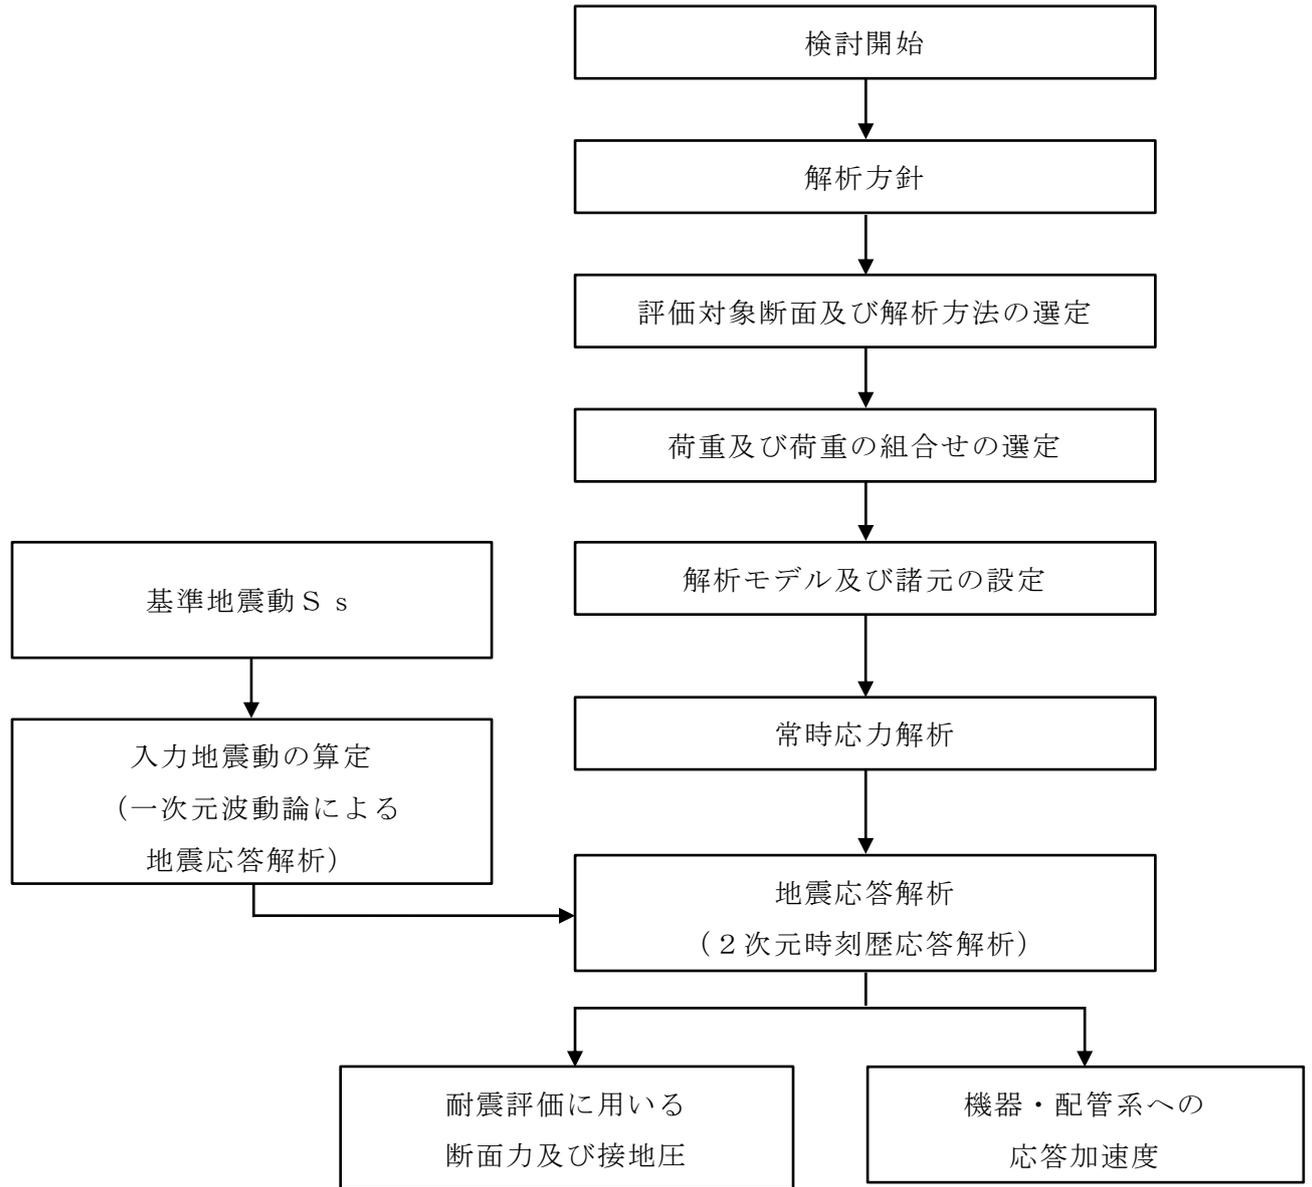 検討開始
解析方針
評価対象断面及び解析方法の選定
荷重及び荷重の組合せの選定
解析モデル及び諸元の設定
基準地震動Ｓｓ
入力地震動の算定
（一次元波動論による
地震応答解析）
常時応力解析
地震応答解析
（２次元時刻歴応答解析）
耐震評価に用いる
断面力及び接地圧
機器・配管系への
応答加速度